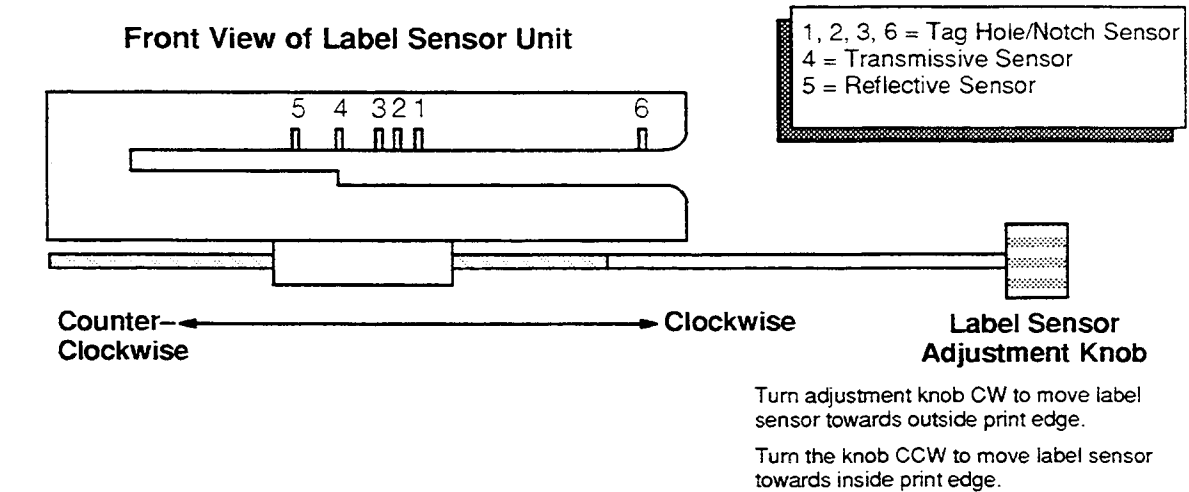 Front View of Label Sensor Unit
1, 2, 3, 6 = Tag Hole/Notch Sensor
4 = Transmissive Sensor
5 = Reflective Sensor
5 4 3 2 1 6
Counter–
Clockwise
Clockwise
Label Sensor
Adjustment Knob
Turn adjustment knob CW to move label
sensor towards outside print edge.
Turn the knob CCW to move label sensor
towards inside print edge.